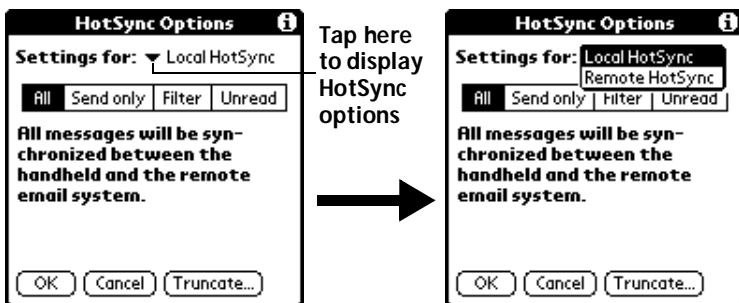 HotSync Options i
Settings for: Local HotSync
All Send only Filter Unread
All messages will be syn-
chronized between the
handheld and the remote
email system.
OK Cancel Truncate...
Tap here
to display
HotSync
options
HotSync Options i
Settings for: Local HotSync
Remote HotSync
All Send only Filter Unread
All messages will be syn-
chronized between the
handheld and the remote
email system.
OK Cancel Truncate...